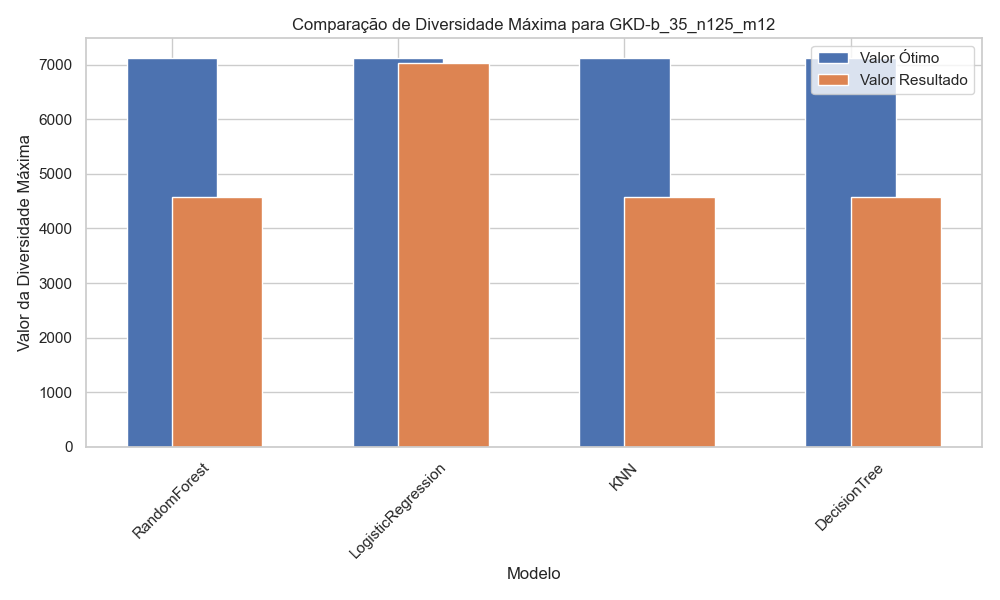 Comparação de Diversidade Máxima para GKD-b_35_n125_m12
Valor Ótimo
Valor Resultado
Valor da Diversidade Máxima
7000
6000
5000
4000
3000
2000
1000
0
RandomForest
LogisticRegression
KNN
DecisionTree
Modelo